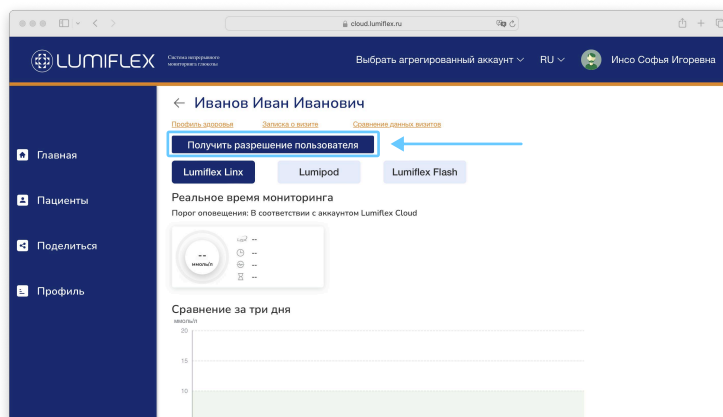 cloud.lumiflex.ru
LUMIFLEX
Система непрерывного
мониторинга глюкозы
Выбрать агрегированный аккаунт
RU
Инсо Софья Игоревна
← Иванов Иван Иванович
Профиль здоровья
Записка о визите
Сравнение данных визитов
Получить разрешение пользователя
Главная
Lumiflex Linx
Lumipod
Lumiflex Flash
Пациенты
Реальное время мониторинга
Порог оповещения: В соответствии с аккаунтом Lumiflex Cloud
Поделиться
--
ммоль/л
--
--
--
--
Профиль
Сравнение за три дня
ммоль/л
20
15
10